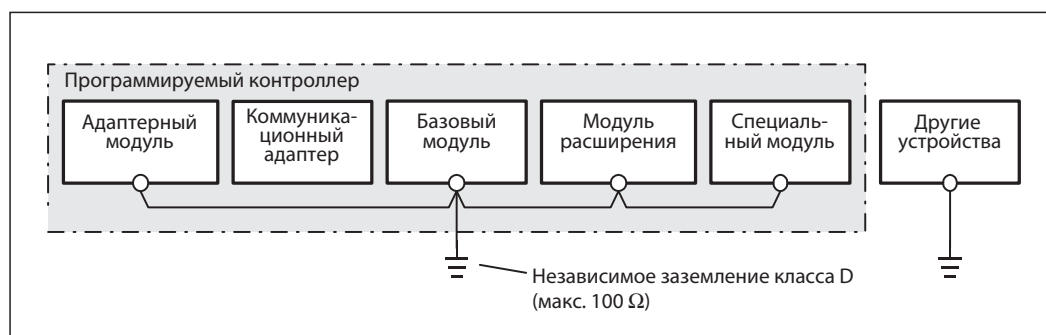 Программируемый контроллер
Адаптерный
модуль
Коммуника-
ционный
адаптер
Базовый
модуль
Модуль
расширения
Специаль-
ный модуль
Другие
устройства
Независимое заземление класса D
(макс. 100 Ω)